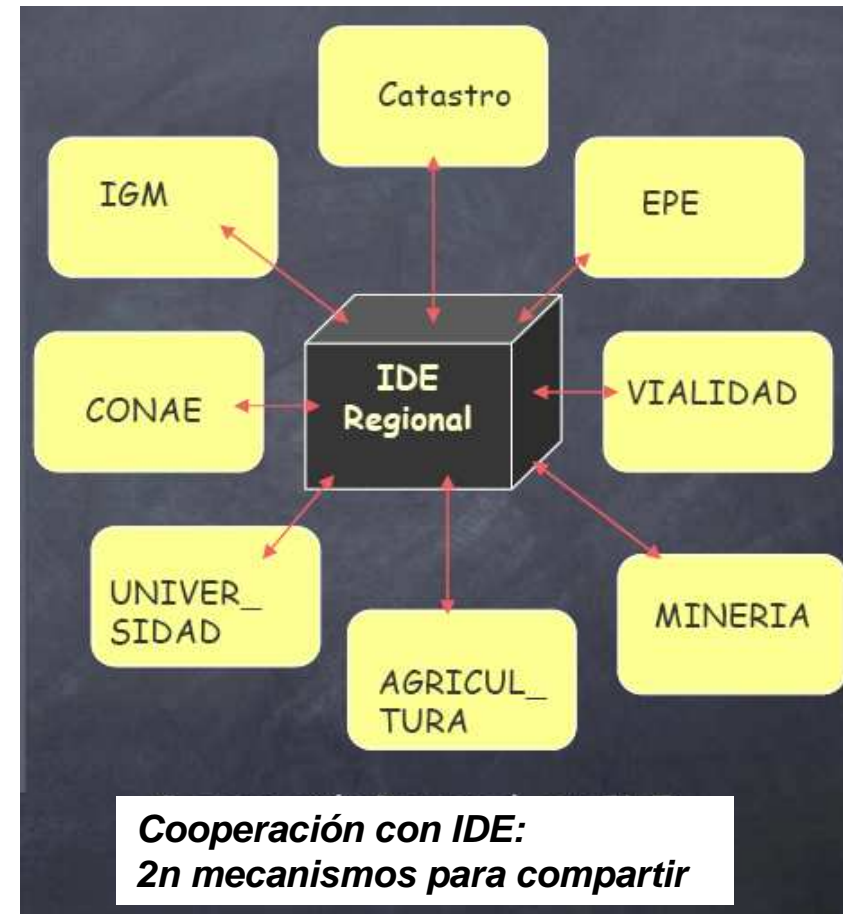 Catastro
IGM
EPE
IDE
Regional
CONAE
VIALIDAD
UNIVER_
SIDAD
AGRICUL_
TURA
MINERIA
Cooperación con IDE:
2n mecanismos para compartir